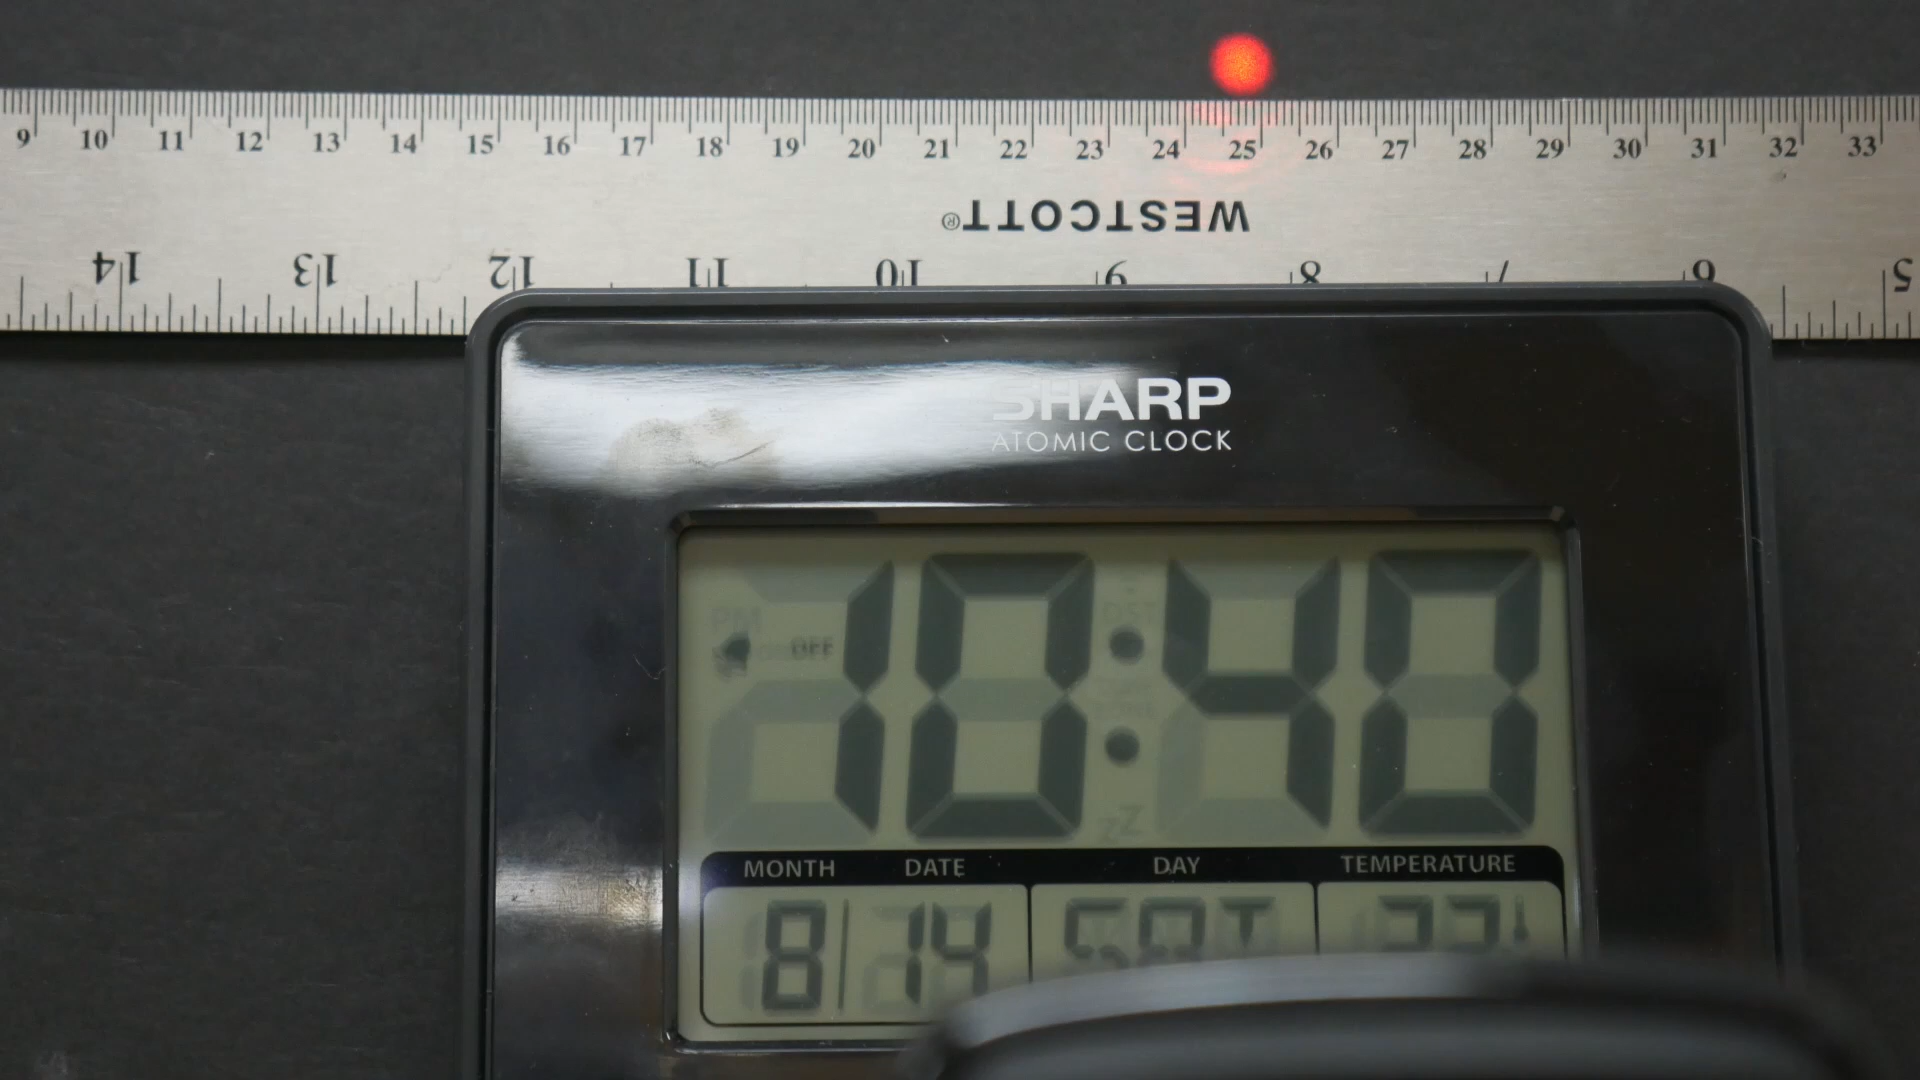 9 10 11 12 13 14 15 16 17 18 19 20 21 22 23 24 25 26 27 28 29 30 31 32 33
WESTCOTT®
14 13 12 11 10 9 8 7 6 5
SHARP
ATOMIC CLOCK
OFF
10:40
MONTH DATE DAY TEMPERATURE
8 14 SAT